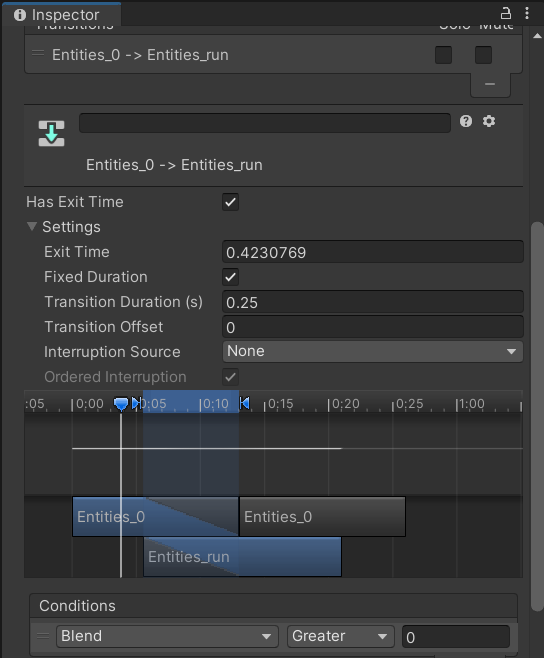 Inspector
Transitions Solo Mute
Entities_0 -> Entities_run
Entities_0 -> Entities_run
Has Exit Time
Settings
Exit Time 0.4230769
Fixed Duration
Transition Duration (s) 0.25
Transition Offset 0
Interruption Source None
Ordered Interruption
:05 0:00 0:05 0:10 0:15 0:20 0:25 1:00
Entities_0 Entities_0
Entities_run
Conditions
Blend Greater 0